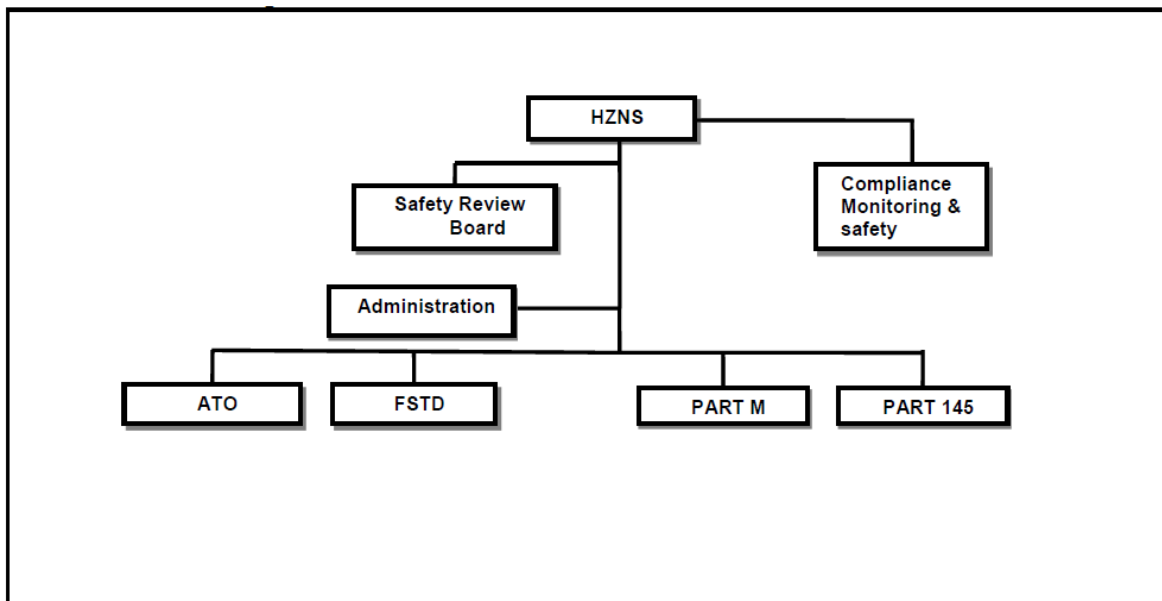 HZNS
Safety Review
Board
Compliance
Monitoring &
safety
Administration
ATO
FSTD
PART M
PART 145